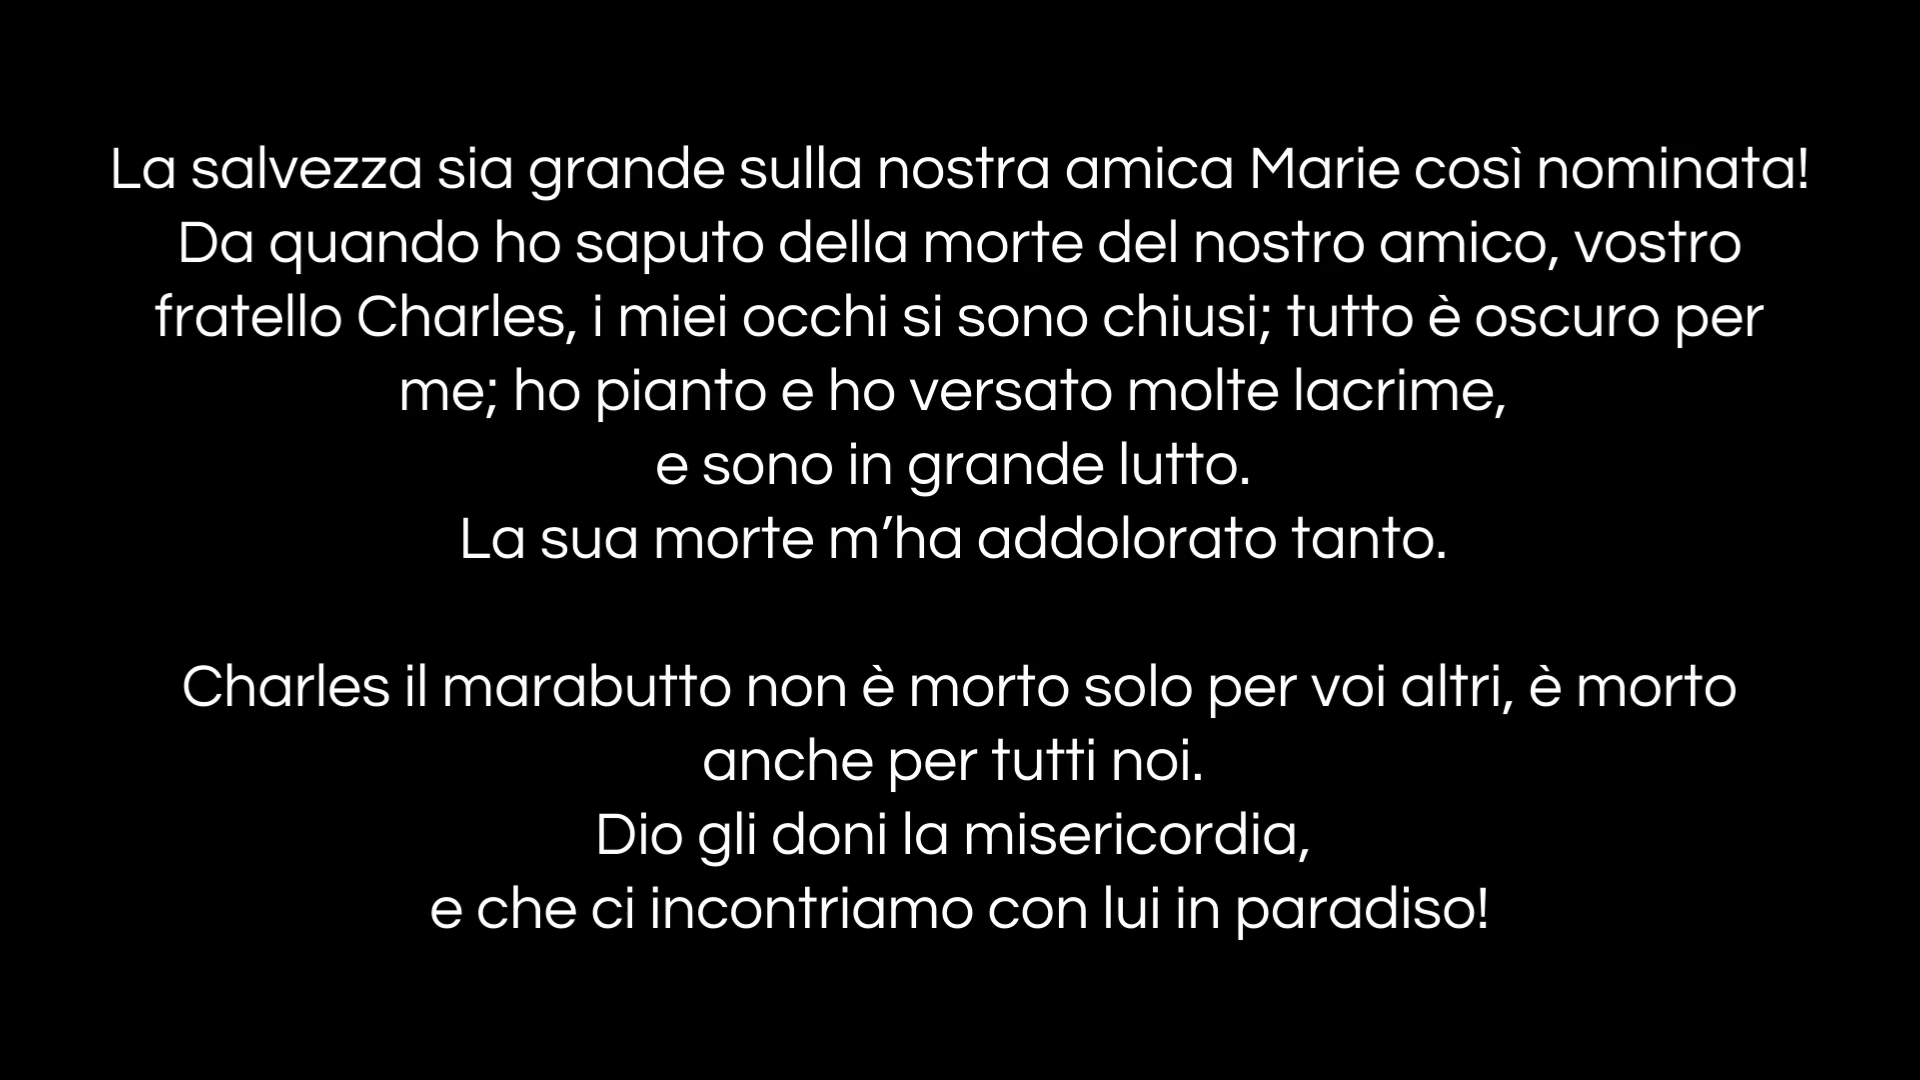 La salvezza sia grande sulla nostra amica Marie così nominata!
Da quando ho saputo della morte del nostro amico, vostro
fratello Charles, i miei occhi si sono chiusi; tutto è oscuro per
me; ho pianto e ho versato molte lacrime,
e sono in grande lutto.
La sua morte m’ha addolorato tanto.
Charles il marabutto non è morto solo per voi altri, è morto
anche per tutti noi.
Dio gli doni la misericordia,
e che ci incontriamo con lui in paradiso!